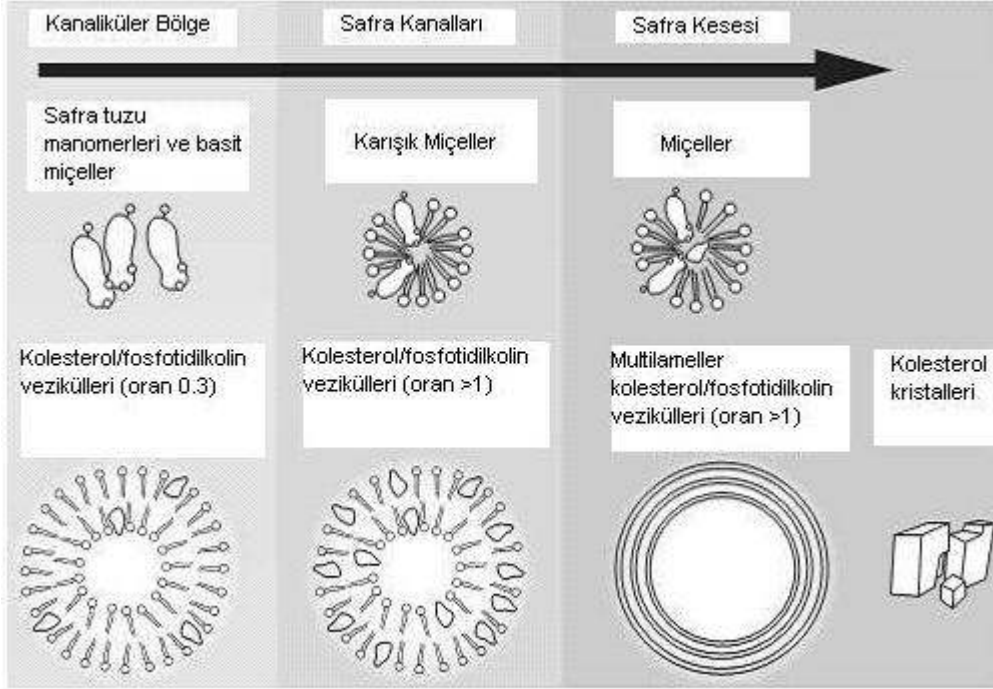 Kanaliküler Bölge
Safra Kanalları
Safra Kesesi
Safra tuzu
manomerleri ve basit
miçeller
Karışık Miçeller
Miçeller
Kolesterol/fosfotidilkolin
vezikülleri (oran 0.3)
Kolesterol/fosfotidilkolin
vezikülleri (oran >1)
Multilameller
kolesterol/fosfotidilkolin
vezikülleri (oran >1)
Kolesterol
kristalleri